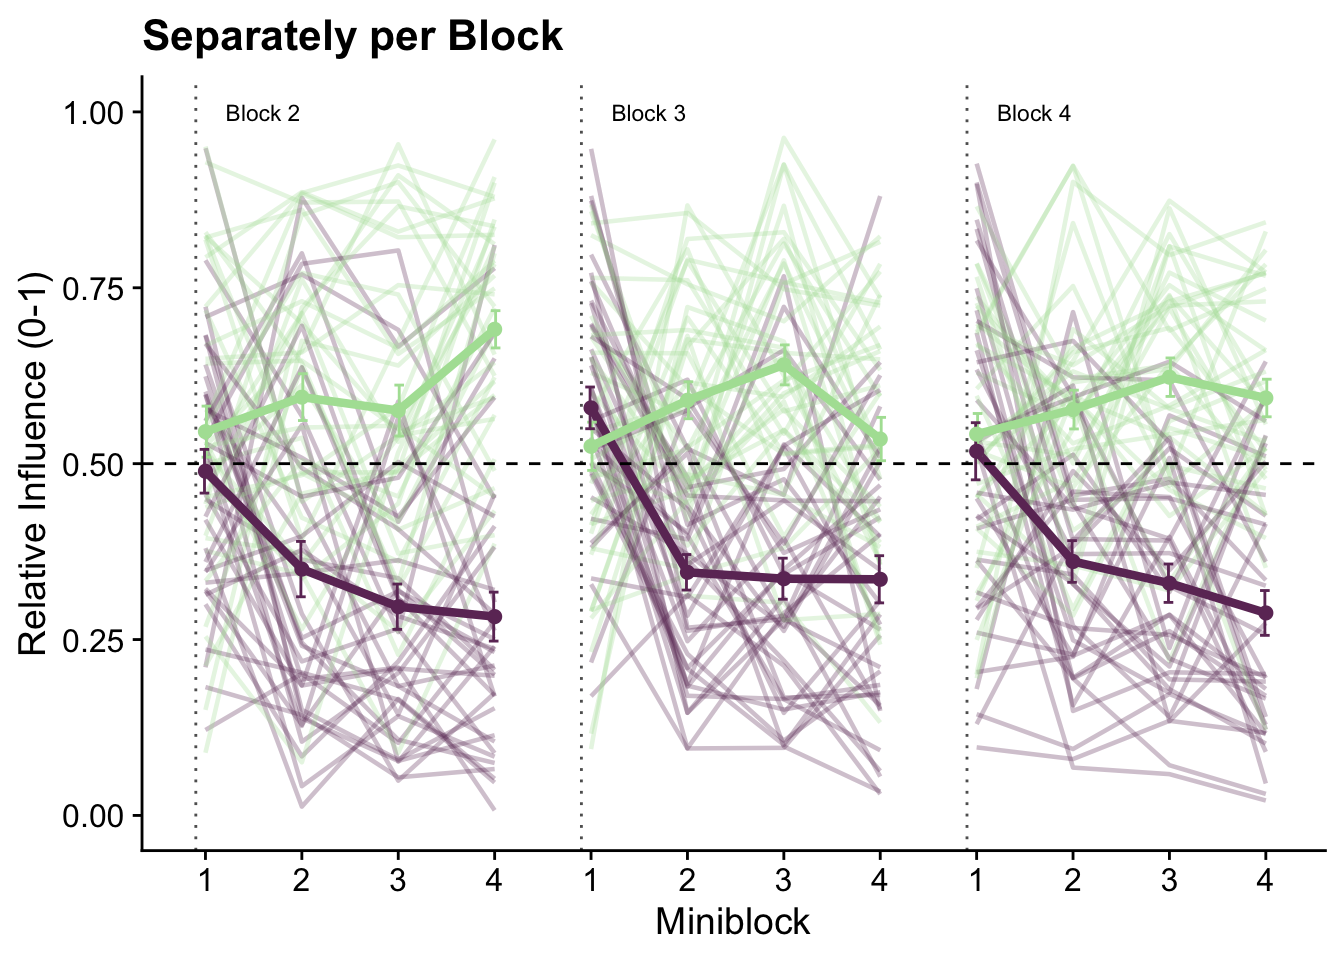 Separately per Block
Relative Influence (0-1)
1.00
0.75
0.50
0.25
0.00
Block 2
Block 3
Block 4
1 2 3 4 1 2 3 4 1 2 3 4
Miniblock